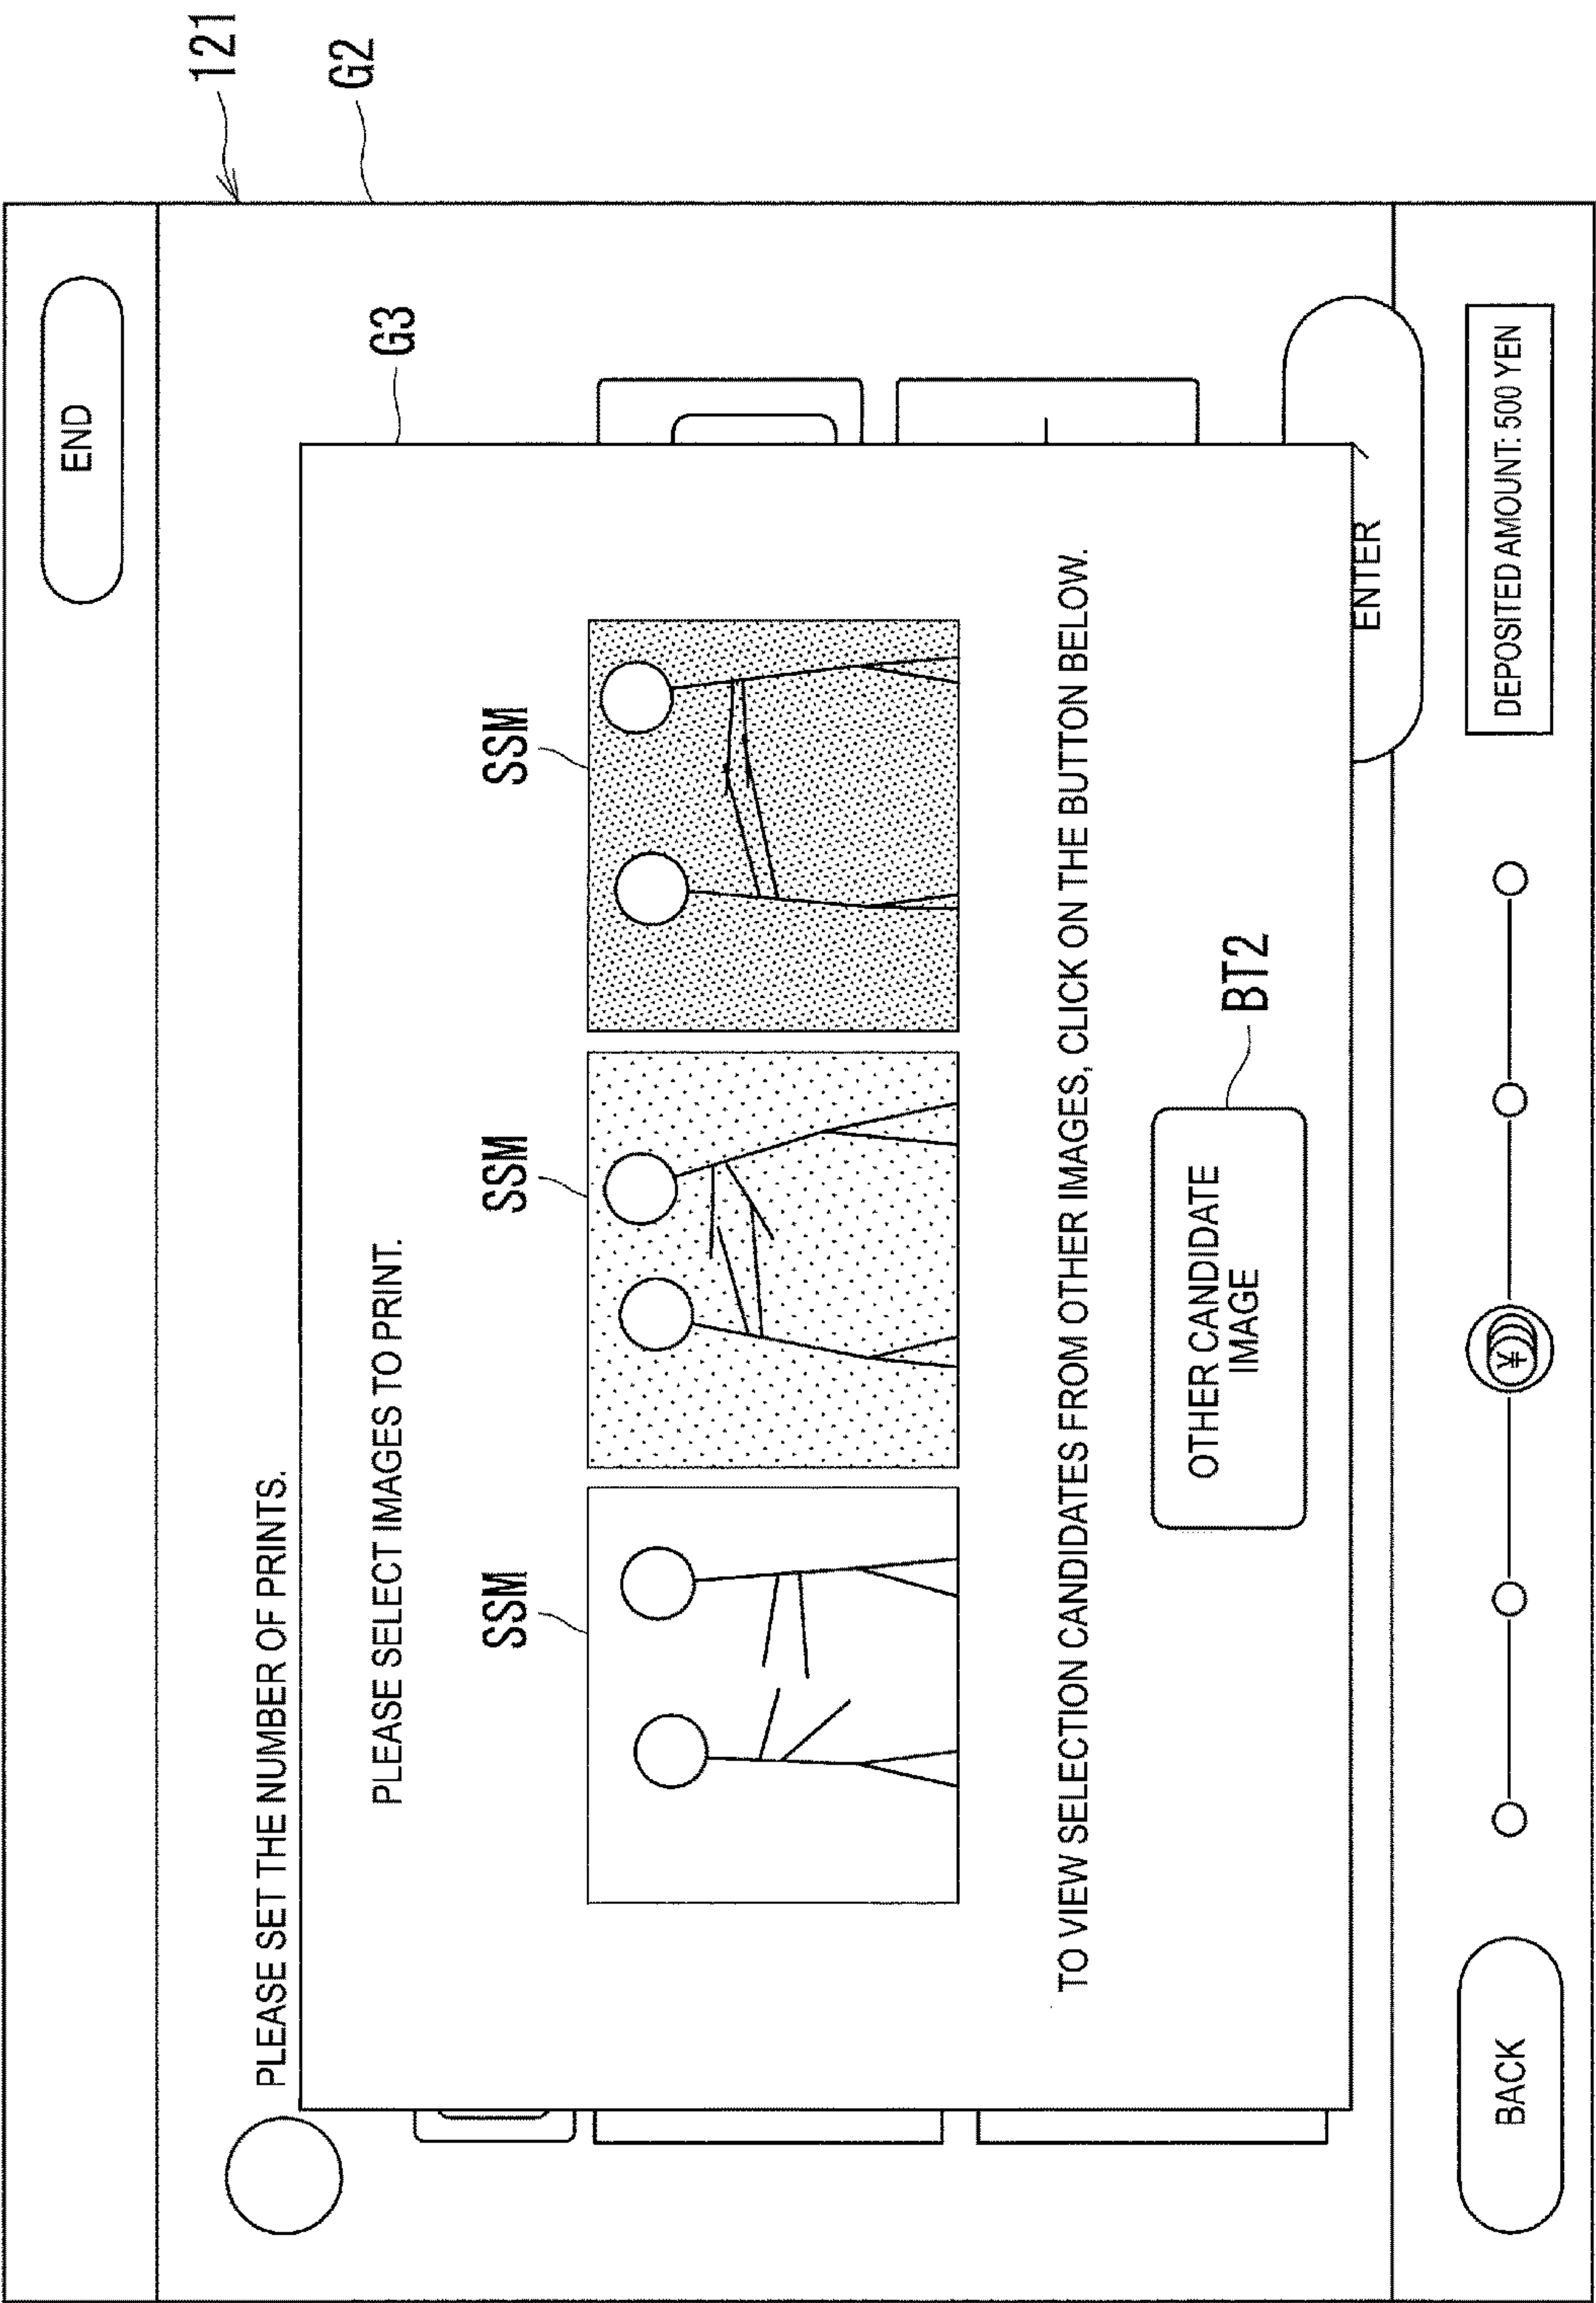 121
G2
END
PLEASE SET THE NUMBER OF PRINTS.
G3
PLEASE SELECT IMAGES TO PRINT.
SSM
SSM
SSM
TO VIEW SELECTION CANDIDATES FROM OTHER IMAGES, CLICK ON THE BUTTON BELOW.
OTHER CANDIDATE
IMAGE
BT2
ENTER
BACK
¥
DEPOSITED AMOUNT: 500 YEN